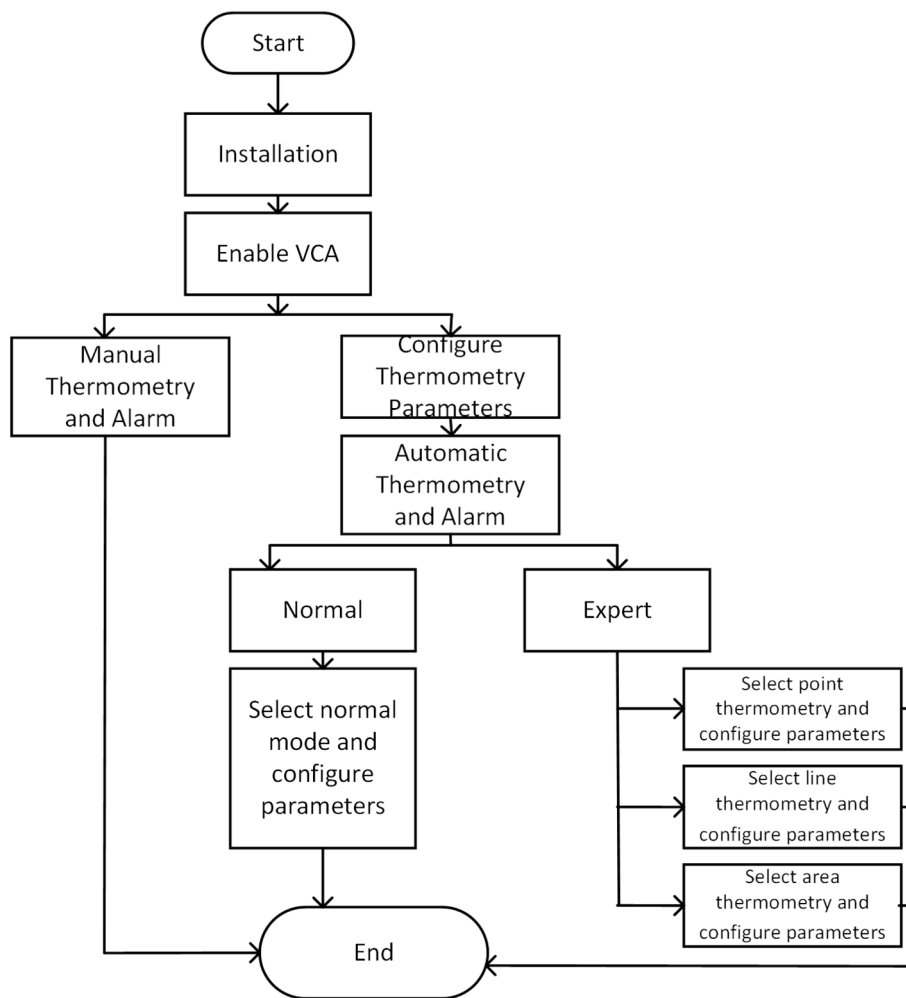 Start
Installation
Enable VCA
Manual
Thermometry
and Alarm
Configure
Thermometry
Parameters
Automatic
Thermometry
and Alarm
Normal
Expert
Select normal
mode and
configure
parameters
Select point
thermometry and
configure parameters
Select line
thermometry and
configure parameters
Select area
thermometry and
configure parameters
End